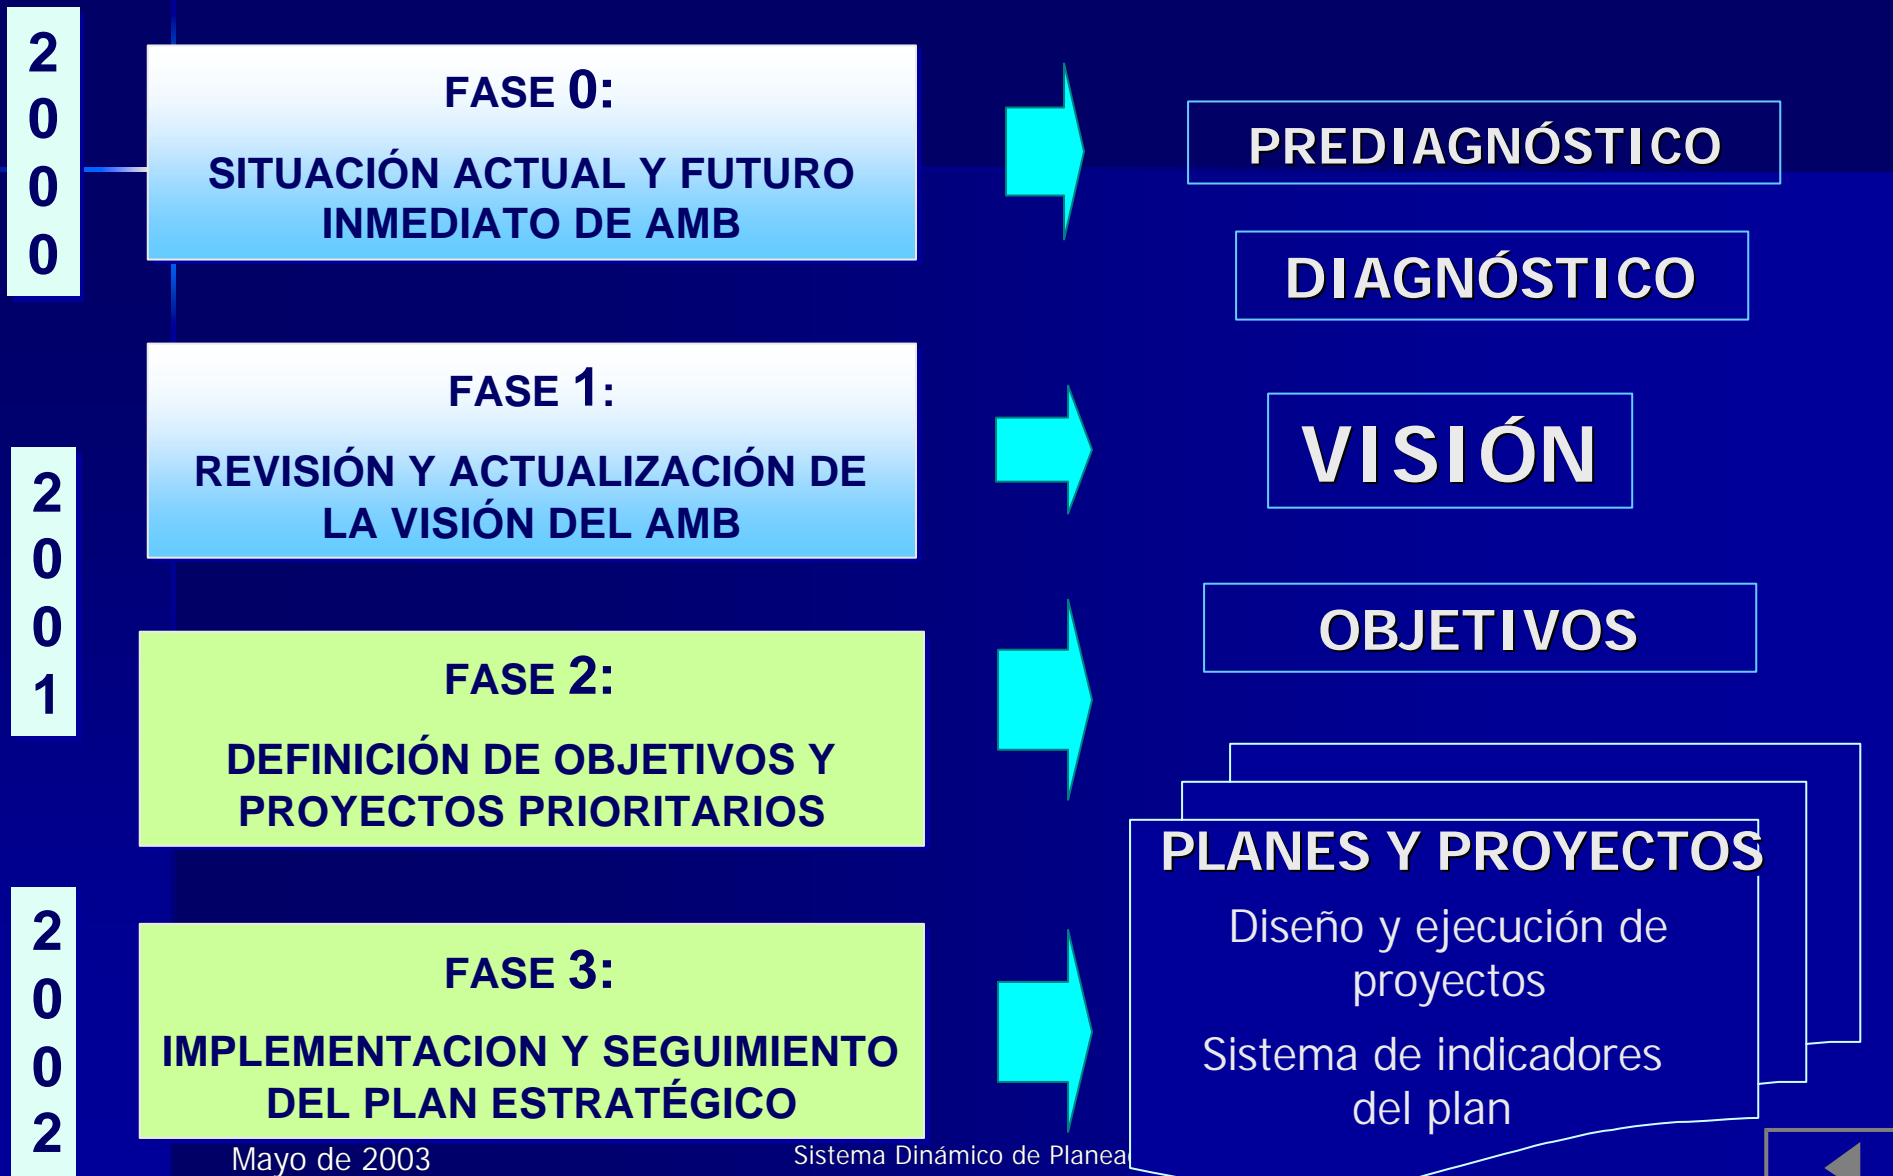 2
0
0
0
FASE 0:
SITUACIÓN ACTUAL Y FUTURO
INMEDIATO DE AMB
PREDIAGNÓSTICO
DIAGNÓSTICO
2
0
0
1
FASE 1:
REVISIÓN Y ACTUALIZACIÓN DE
LA VISIÓN DEL AMB
VISIÓN
FASE 2:
DEFINICIÓN DE OBJETIVOS Y
PROYECTOS PRIORITARIOS
OBJETIVOS
2
0
0
2
FASE 3:
IMPLEMENTACION Y SEGUIMIENTO
DEL PLAN ESTRATÉGICO
PLANES Y PROYECTOS
Diseño y ejecución de
proyectos
Sistema de indicadores
del plan
Mayo de 2003
Sistema Dinámico de